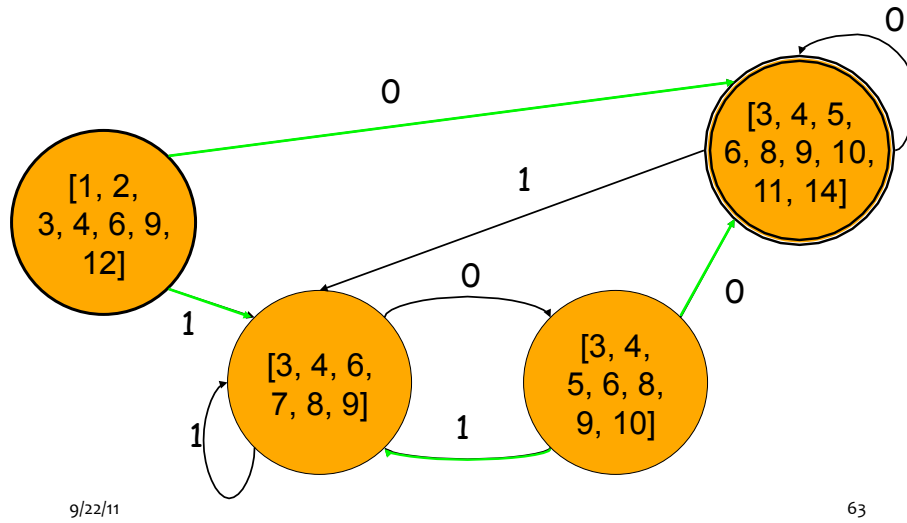 0
0
[3, 4, 5,
6, 8, 9, 10,
11, 14]
1
[1, 2,
3, 4, 6, 9,
12]
0
0
1
[3, 4, 6,
7, 8, 9]
[3, 4,
5, 6, 8,
9, 10]
1
1
9/22/11
63